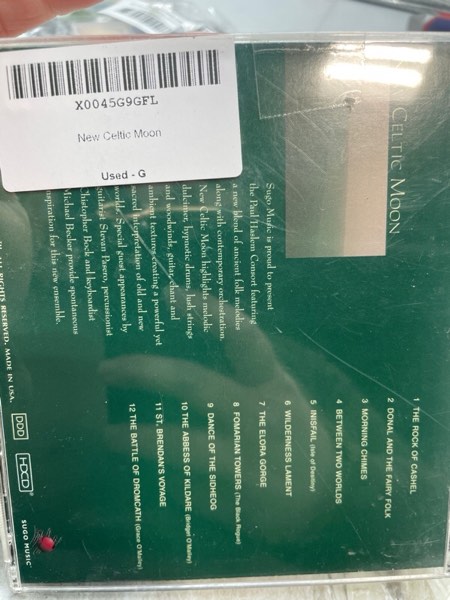 X0045G9GFL
New Celtic Moon
Used - G
CELTIC MOON
Sugo Music is proud to present
the Paul Haslem Consort featuring
a new blend of ancient folk melodies
along with contemporary orchestration.
New Celtic Moon highlights melodic
dulcimer, hypnotic drums, lush strings
and woodwinds, guitar, chant and
ambient textures creating a powerful yet
sacred interpretation of old and new
worlds. Special guest appearances by
guitarist Stevan Pasero, percussionist
Christopher Bock and keyboardist
Michael Becker provide spontaneous
inspiration for this new ensemble.
1 THE ROCK OF CASHEL
2 DONAL AND THE FAIRY FOLK
3 MORNING CHIMES
4 BETWEEN TWO WORLDS
5 INISFAIL (Isle of Destiny)
6 WILDERNESS LAMENT
7 THE ELORA GORGE
8 FOMARIAN TOWERS (The Black Rogue)
9 DANCE OF THE SIDHEOG
10 THE ABBESS OF KILDARE (Bridget O'Malley)
11 ST. BRENDAN'S VOYAGE
12 THE BATTLE OF DROMCATH (Grace O'Malley)
ALL RIGHTS RESERVED. MADE IN USA.
DDD
HDCD
SUGO MUSIC